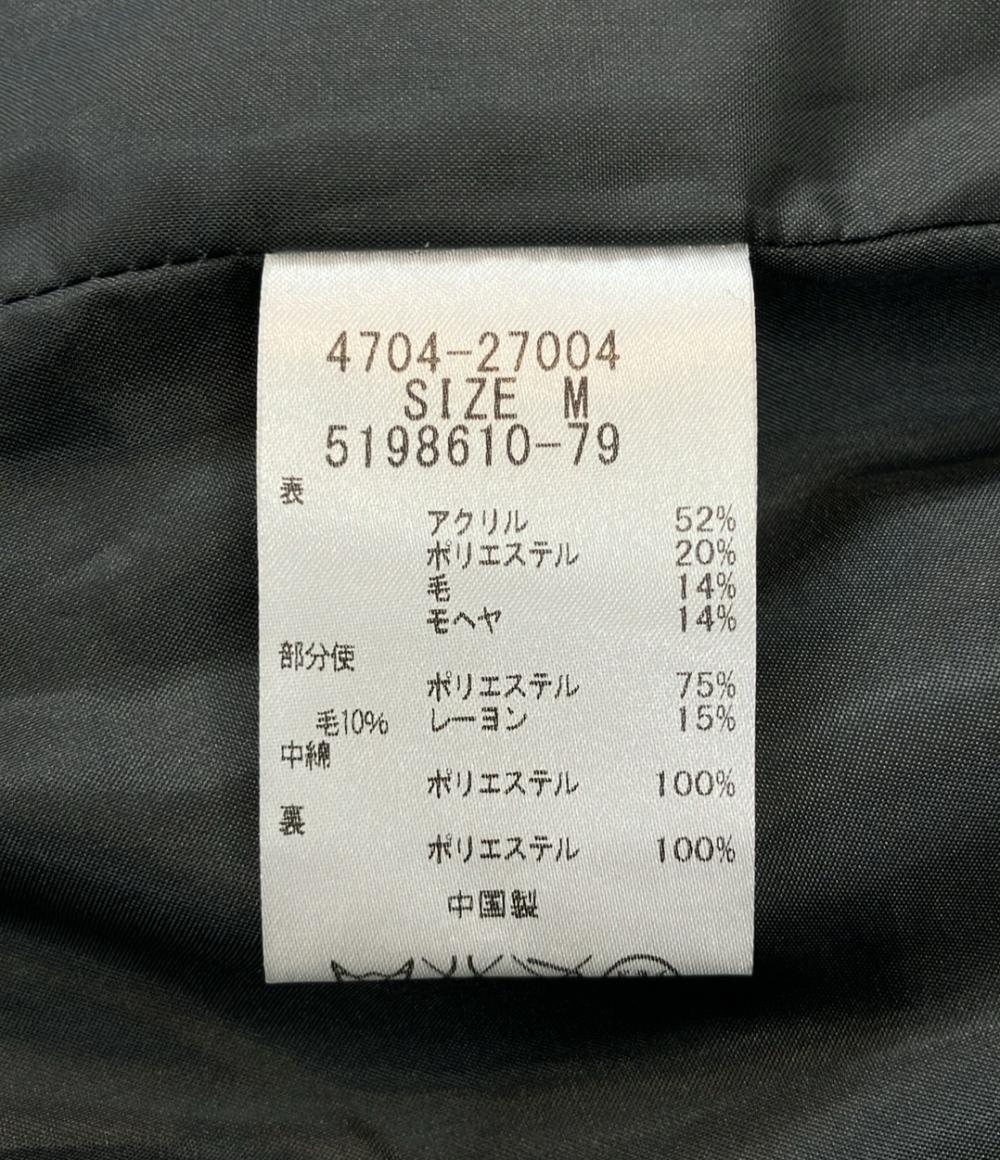 4704-27004
SIZE M
5198610-79
表
アクリル 52%
ポリエステル 20%
毛 14%
モヘヤ 14%
部分使
ポリエステル 75%
毛10% レーヨン 15%
中綿
ポリエステル 100%
裏
ポリエステル 100%
中国製